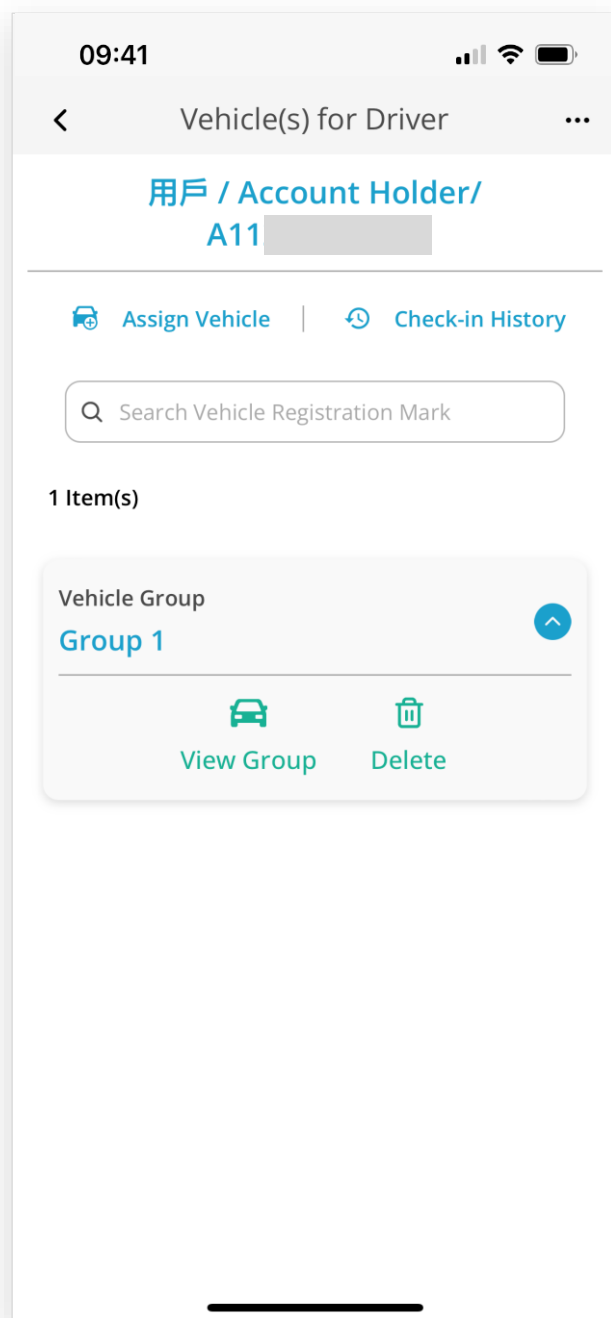 09:41
Vehicle(s) for Driver
用戶 / Account Holder/
A11
Assign Vehicle
Check-in History
Search Vehicle Registration Mark
1 Item(s)
Vehicle Group
Group 1
View Group
Delete